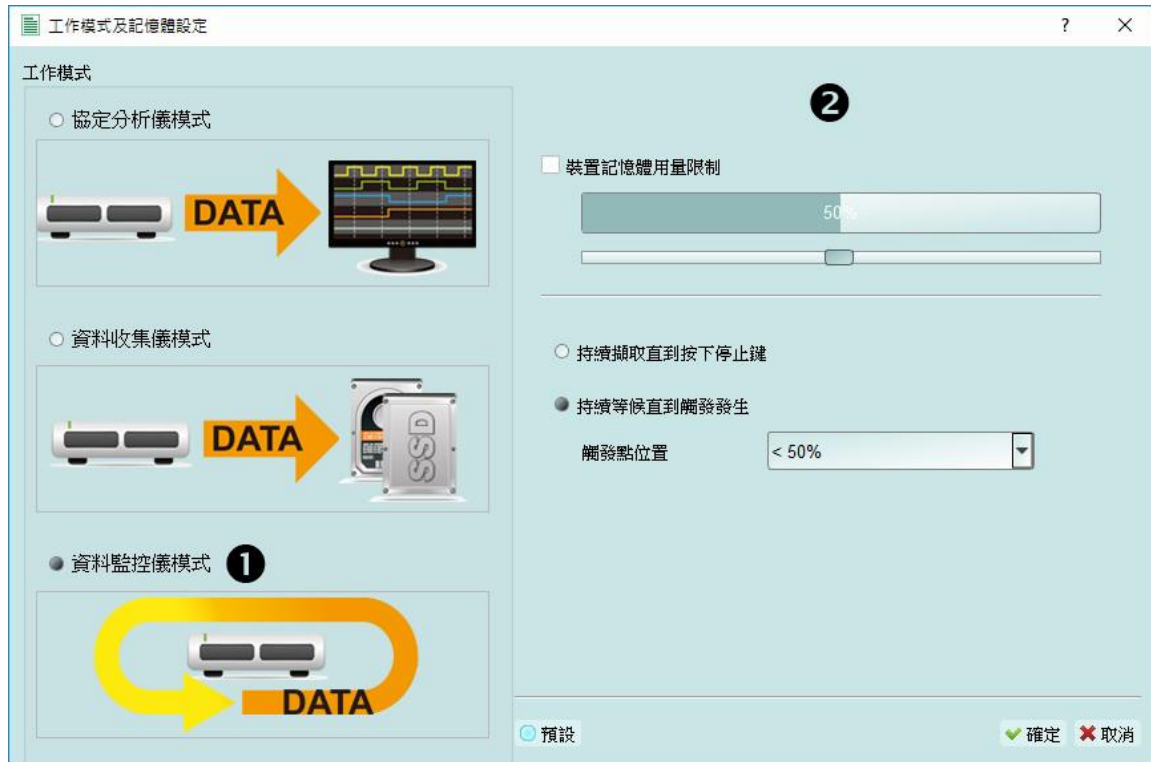 工作模式及記憶體設定
?
工作模式
協定分析儀模式
DATA
資料收集儀模式
DATA
SSD
資料監控儀模式 ❶
DATA
❷
裝置記憶體用量限制
50%
持續擷取直到按下停止鍵
持續等候直到觸發發生
觸發點位置 < 50%
預設 確定 取消